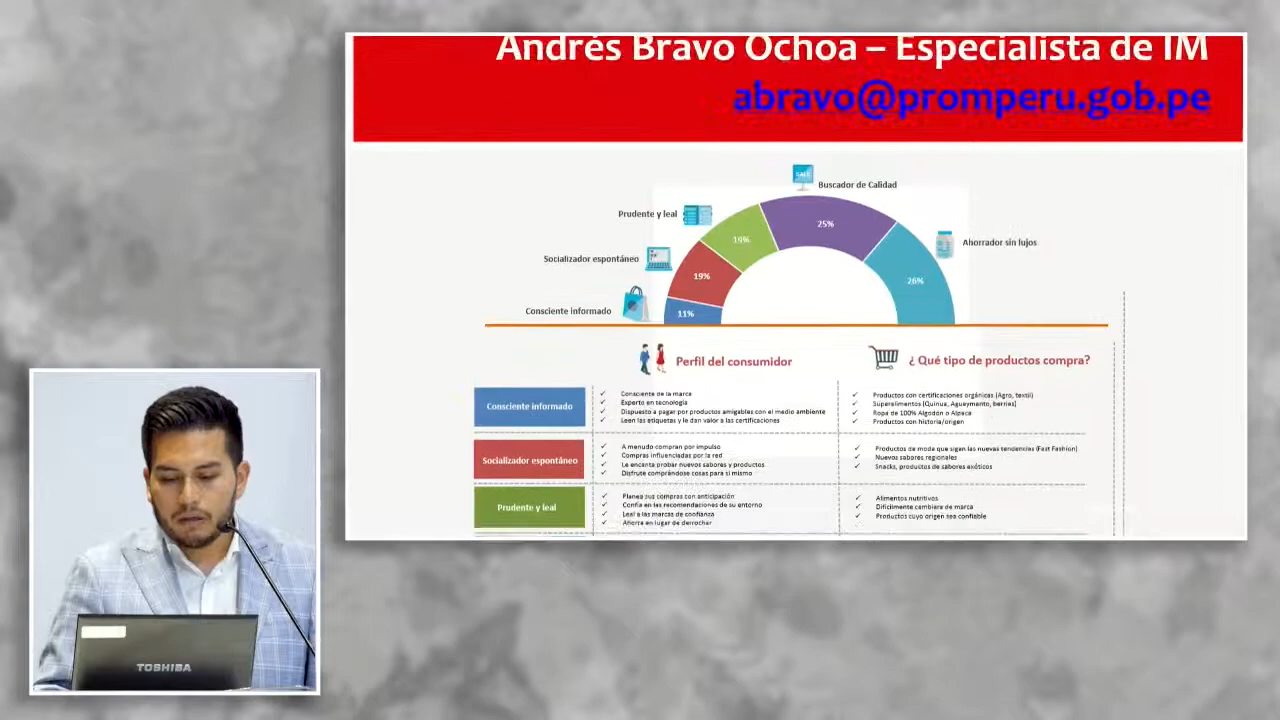 Andrés Bravo Ochoa – Especialista de IM
abravo@promperu.gob.pe
SALE
Buscador de Calidad
Prudente y leal
25%
19%
Ahorrador sin lujos
Socializador espontáneo
19%
26%
Consciente informado
11%
Perfil del consumidor
¿ Qué tipo de productos compra?
Consciente informado
Consciente de la marca
Experto en tecnología
Dispuesto a pagar por productos amigables con el medio ambiente
Leen las etiquetas y le dan valor a las certificaciones
Productos con certificaciones orgánicas (Agro, textil)
Superalimentos (Quinua, Aguaymanto, berries)
Ropa de 100% Algodón o Alpaca
Productos con historia/origen
Socializador espontáneo
A menudo compran por impulso
Compras influenciadas por la red
Le encanta probar nuevos sabores y productos
Disfrute comprándose cosas para si mismo
Productos de moda que sigan las nuevas tendencias (Fast Fashion)
Nuevos sabores regionales
Snacks, productos de sabores exóticos
Prudente y leal
Planea sus compras con anticipación
Confía en las recomendaciones de su entorno
Leal a las marcas de confianza
Ahorra en lugar de derrochar
Alimentos nutritivos
Difícilmente cambiara de marca
Productos cuyo origen sea confiable
TOSHIBA